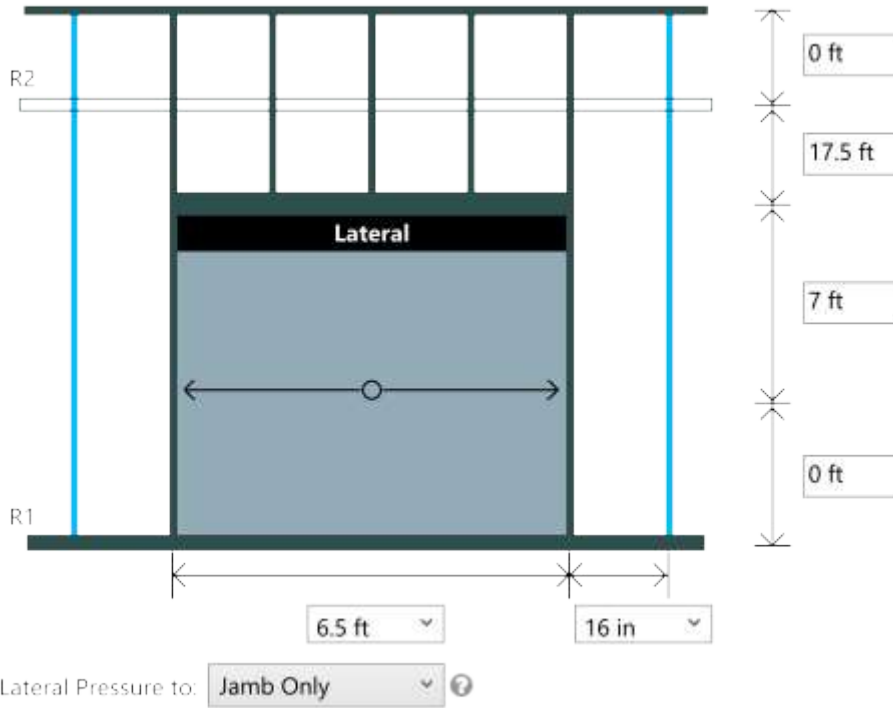 0 ft
R2
17.5 ft
Lateral
7 ft
0 ft
R1
6.5 ft
16 in
Lateral Pressure to:
Jamb Only
?